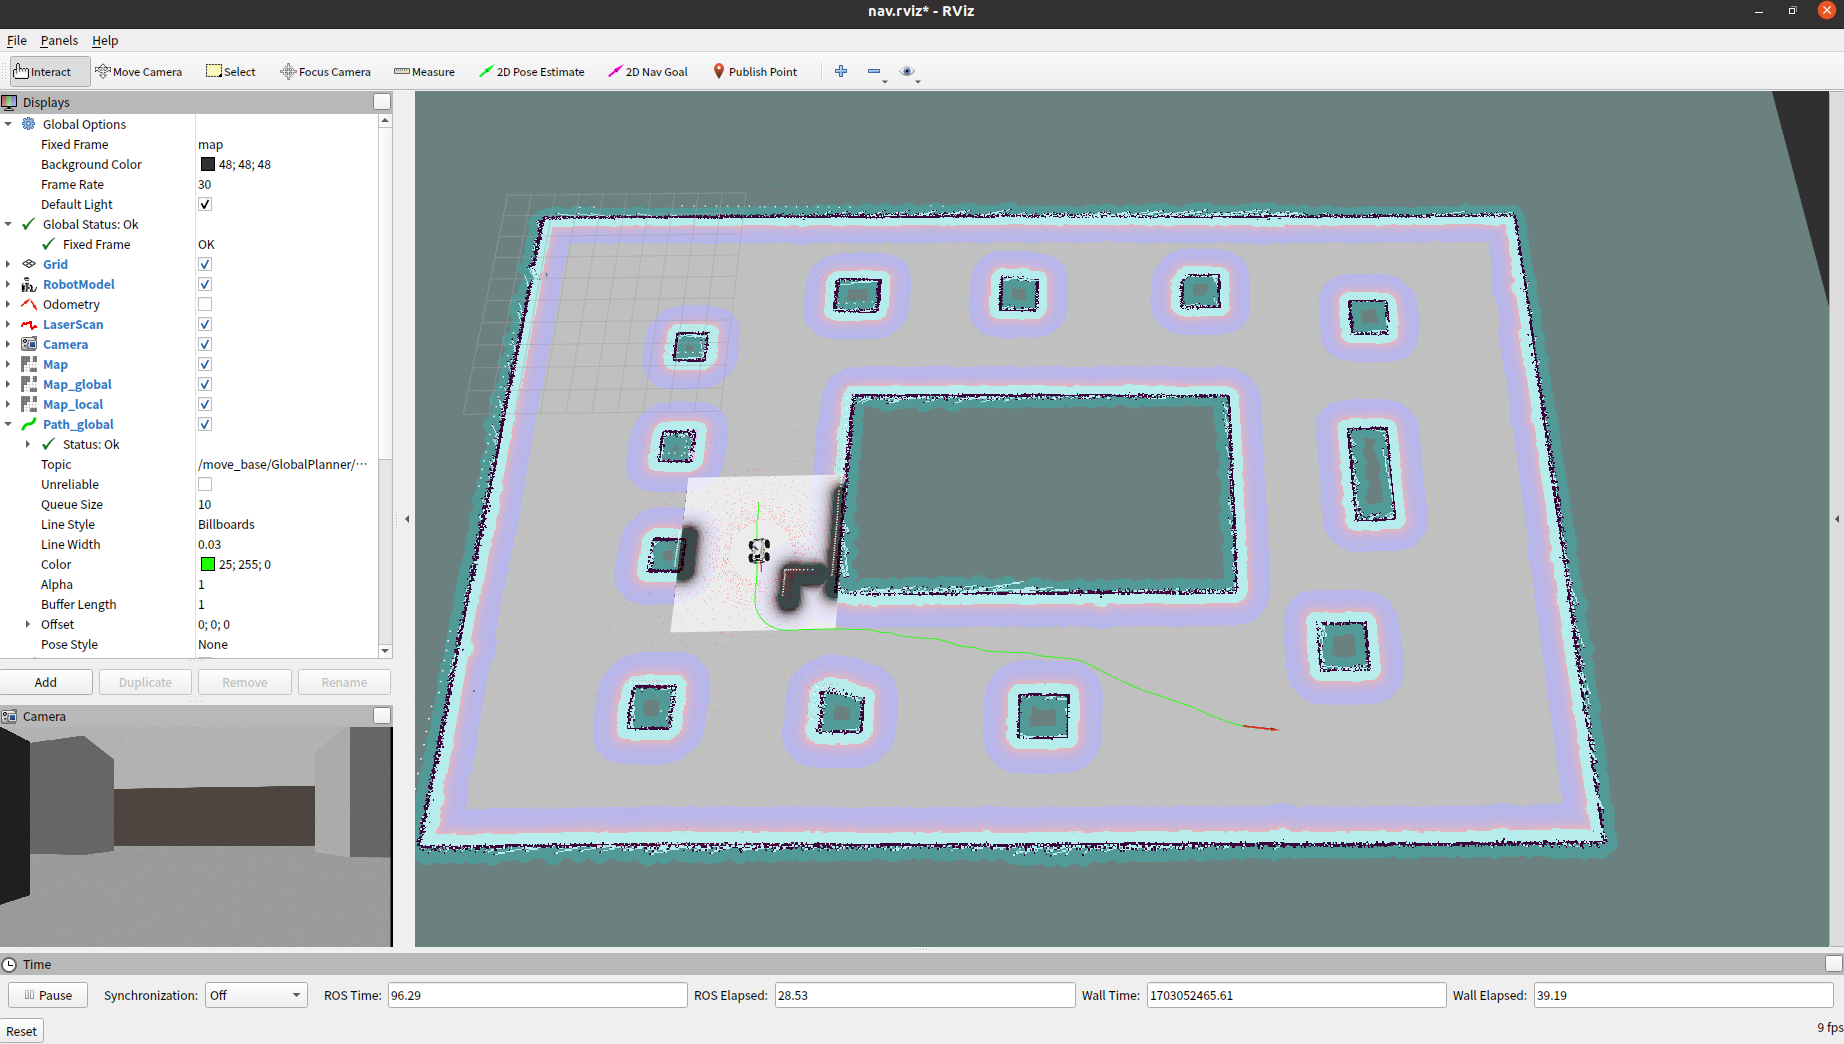 nav.rviz* - RViz
File Panels Help
Interact Move Camera Select Focus Camera Measure 2D Pose Estimate 2D Nav Goal Publish Point
Displays
Global Options
Fixed Frame map
Background Color 48; 48; 48
Frame Rate 30
Default Light
Global Status: Ok
Fixed Frame OK
Grid
RobotModel
Odometry
LaserScan
Camera
Map
Map_global
Map_local
Path_global
Status: Ok
Topic /move_base/GlobalPlanner/⋯
Unreliable
Queue Size 10
Line Style Billboards
Line Width 0.03
Color 25; 255; 0
Alpha 1
Buffer Length 1
Offset 0; 0; 0
Pose Style None
Add Duplicate Remove Rename
Camera
Time
Pause Synchronization: Off ROS Time: 96.29 ROS Elapsed: 28.53 Wall Time: 1703052465.61 Wall Elapsed: 39.19
Reset 9 fps